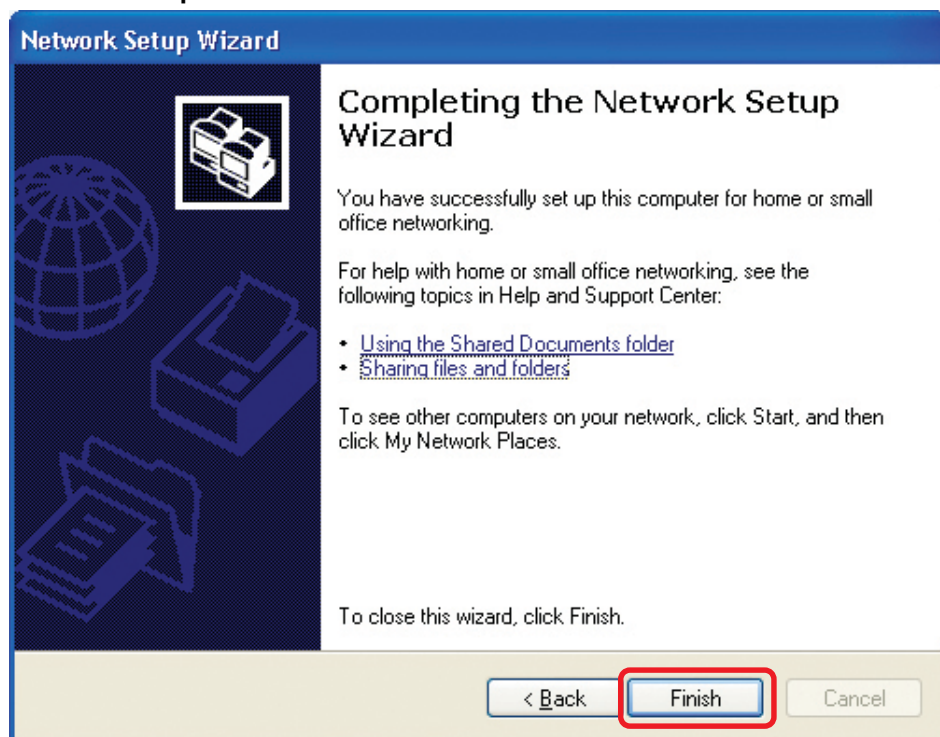 Network Setup Wizard
Completing the Network Setup
Wizard
You have successfully set up this computer for home or small
office networking.
For help with home or small office networking, see the
following topics in Help and Support Center:
• Using the Shared Documents folder
• Sharing files and folders
To see other computers on your network, click Start, and then
click My Network Places.
To close this wizard, click Finish.
< Back
Finish
Cancel